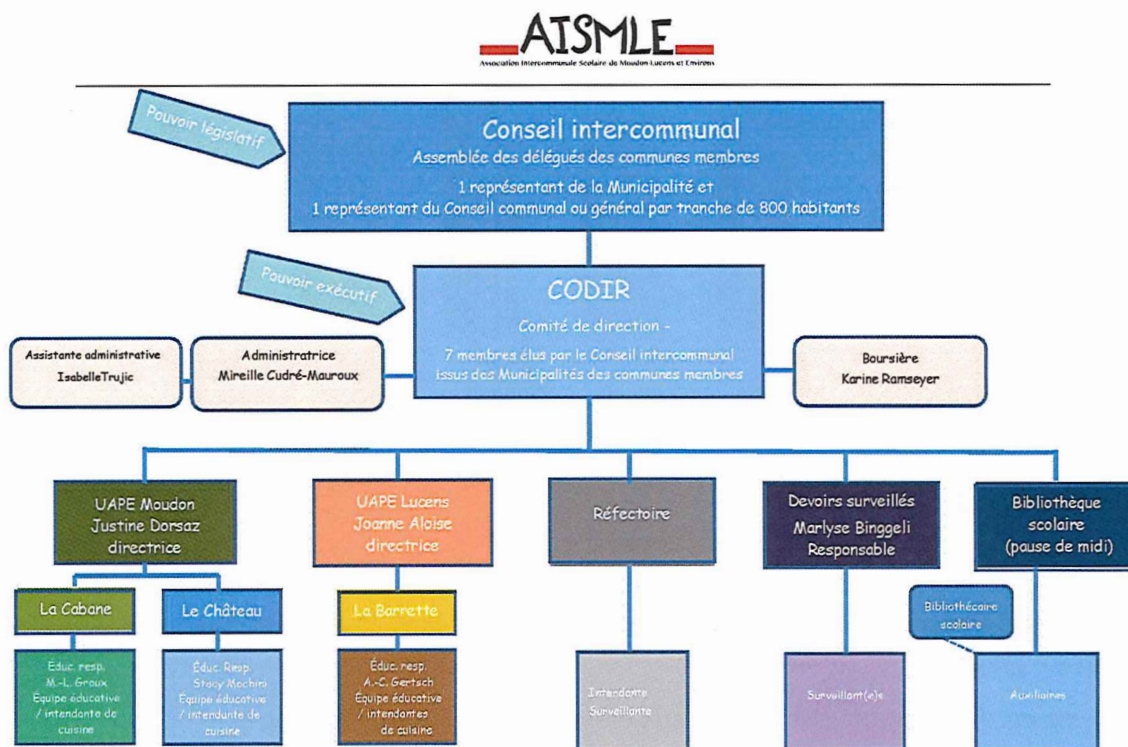 AISMLE
Association Intercommunale Scolaire de Moudon-Lucens et Environs
Pouvoir législatif
Conseil intercommunal
Assemblée des délégués des communes membres
1 représentant de la Municipalité et
1 représentant du Conseil communal ou général par tranche de 800 habitants
Pouvoir exécutif
CODIR
Comité de direction -
7 membres élus par le Conseil intercommunal
issus des Municipalités des communes membres
Assistante administrative
IsabelleTrujic
Administratrice
Mireille Cudré-Mauroux
Boursière
Karine Ramseyer
UAPE Moudon
Justine Dorsaz
directrice
UAPE Lucens
Joanne Aloise
directrice
Réfectoire
Devoirs surveillés
Marlyse Binggeli
Responsable
Bibliothèque
scolaire
(pause de midi)
La Cabane
Le Château
La Barrette
Bibliothécaire
scolaire
Éduc. resp.
M.-L. Groux
Équipe éducative
/ intendante de
cuisine
Éduc. Resp.
Stacy Mochini
Équipe éducative
/ intendante de
cuisine
Éduc. resp.
A.-C. Gertsch
Équipe éducative
/ intendantes
de cuisine
Intendante
Surveillante
Surveillant(e)s
Auxiliaires